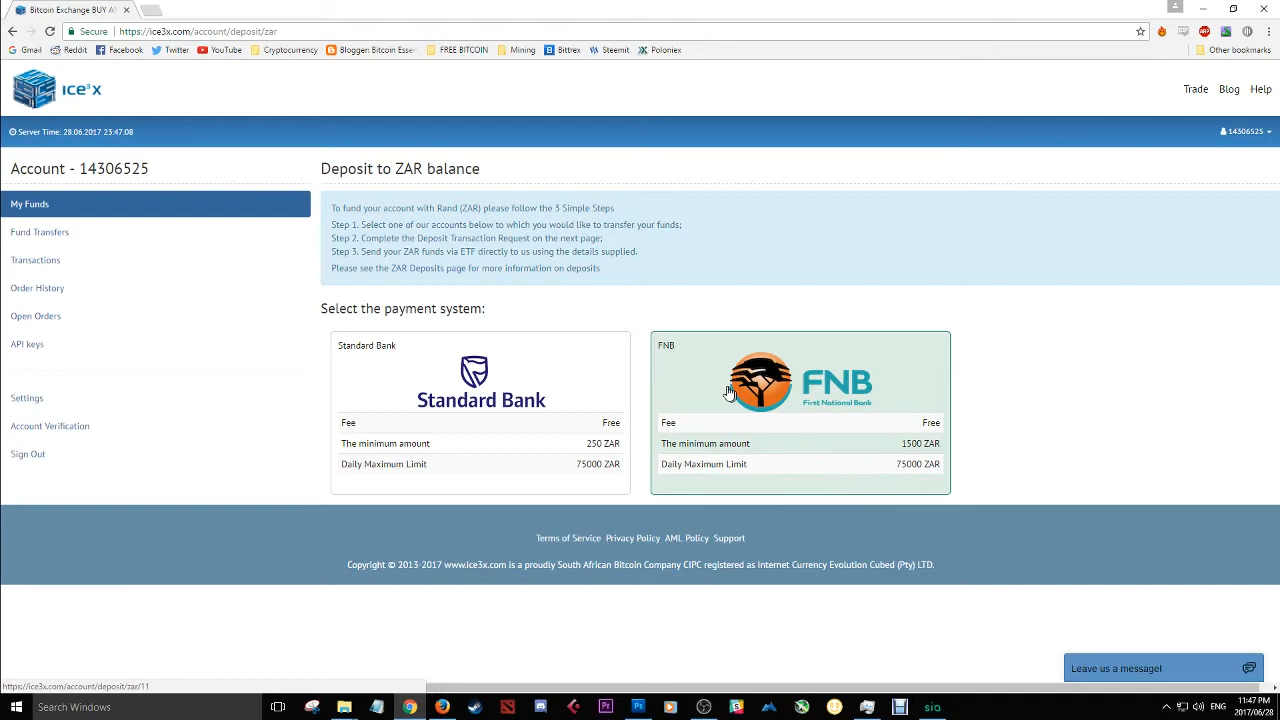 Bitcoin Exchange BUY A
Secure https://ice3x.com/account/deposit/zar
Gmail Reddit Facebook Twitter YouTube Cryptocurrency Blogger: Bitcoin Esse FREE BITCOIN Mining Bittrex Steemit Poloniex Other bookmarks
ice³x
Trade Blog Help
Server Time: 28.06.2017 23:47:08
14306525
Account - 14306525
My Funds
Fund Transfers
Transactions
Order History
Open Orders
API keys
Settings
Account Verification
Sign Out
Deposit to ZAR balance
To fund your account with Rand (ZAR) please follow the 3 Simple Steps
Step 1. Select one of our accounts below to which you would like to transfer your funds;
Step 2. Complete the Deposit Transaction Request on the next page;
Step 3. Send your ZAR funds via ETF directly to us using the details supplied.
Please see the ZAR Deposits page for more information on deposits
Select the payment system:
Standard Bank
Standard Bank
Fee Free
The minimum amount 250 ZAR
Daily Maximum Limit 75000 ZAR
FNB
FNB
First National Bank
Fee Free
The minimum amount 1500 ZAR
Daily Maximum Limit 75000 ZAR
Terms of Service Privacy Policy AML Policy Support
Copyright © 2013-2017 www.ice3x.com is a proudly South African Bitcoin Company CIPC registered as Internet Currency Evolution Cubed (Pty) LTD.
Leave us a message!
https://ice3x.com/account/deposit/zar/11
Search Windows
Pr
Ps
sia
ENG
11:47 PM
2017/06/28